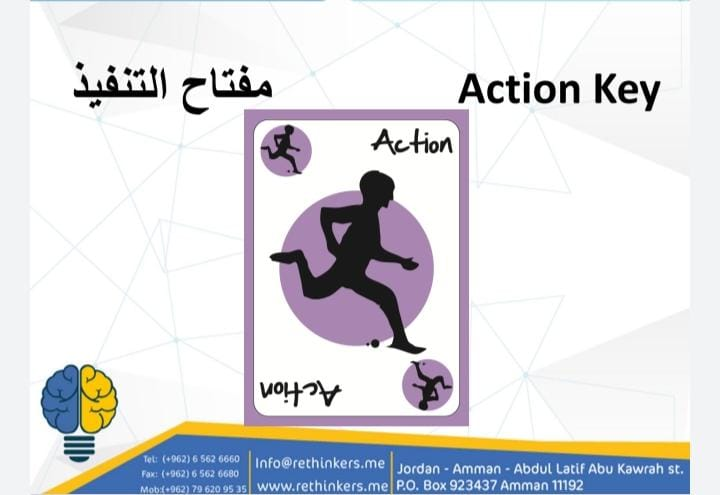 مفتاح التنفيذ
Action Key
Action
Action
Tel: (+962) 6 562 6660
Fax: (+962) 6 562 6680
Mob:(+962) 79 620 95 35
Info@rethinkers.me
www.rethinkers.me
Jordan - Amman - Abdul Latif Abu Kawrah st.
P.O. Box 923437 Amman 11192